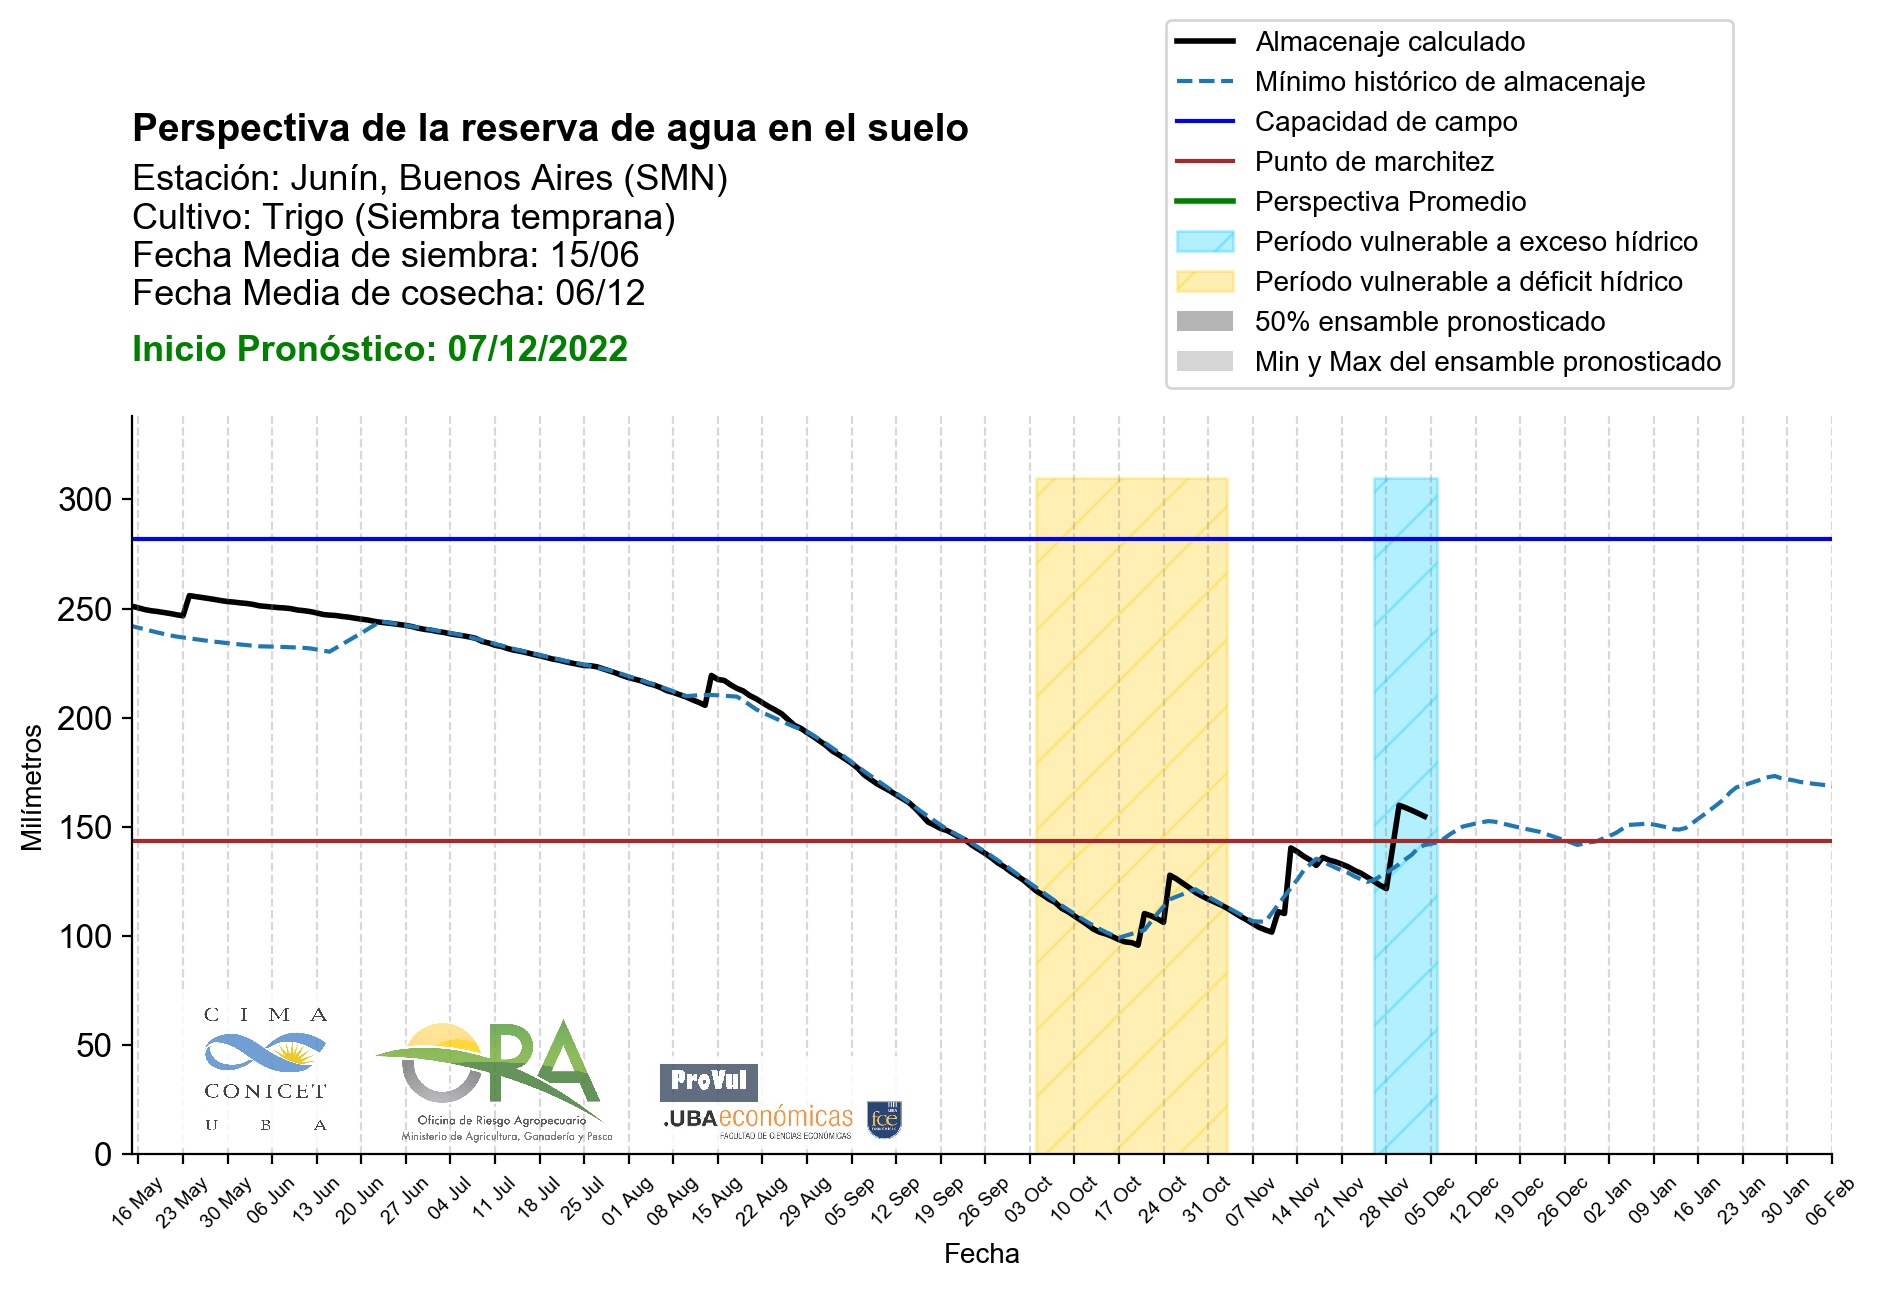 Almacenaje calculado
Mínimo histórico de almacenaje
Capacidad de campo
Punto de marchitez
Perspectiva Promedio
Período vulnerable a exceso hídrico
Período vulnerable a déficit hídrico
50% ensamble pronosticado
Min y Max del ensamble pronosticado
Perspectiva de la reserva de agua en el suelo
Estación: Junín, Buenos Aires (SMN)
Cultivo: Trigo (Siembra temprana)
Fecha Media de siembra: 15/06
Fecha Media de cosecha: 06/12
Inicio Pronóstico: 07/12/2022
Milímetros
300
250
200
150
100
50
0
C I M A
CONICET
U B A
ORA
Oficina de Riesgo Agropecuario
Ministerio de Agricultura, Ganadería y Pesca
ProVul
.UBAeconómicas
FACULTAD DE CIENCIAS ECONÓMICAS
fce
16 May
23 May
30 May
06 Jun
13 Jun
20 Jun
27 Jun
04 Jul
11 Jul
18 Jul
25 Jul
01 Aug
08 Aug
15 Aug
22 Aug
29 Aug
05 Sep
12 Sep
19 Sep
26 Sep
03 Oct
10 Oct
17 Oct
24 Oct
31 Oct
07 Nov
14 Nov
21 Nov
28 Nov
05 Dec
12 Dec
19 Dec
26 Dec
02 Jan
09 Jan
16 Jan
23 Jan
30 Jan
06 Feb
Fecha